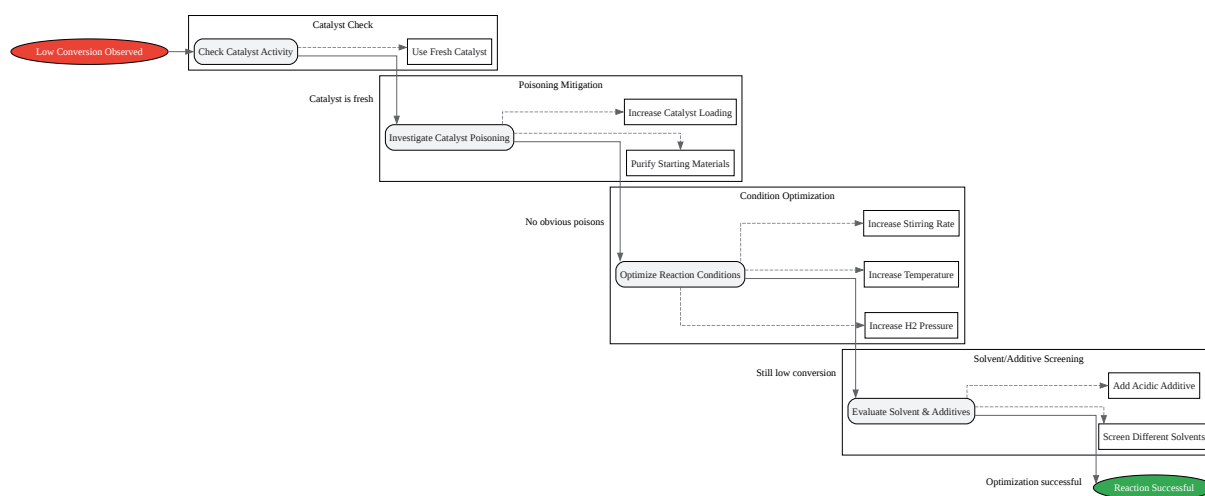 Catalyst Check
Low Conversion Observed
Check Catalyst Activity
Use Fresh Catalyst
Catalyst is fresh
Poisoning Mitigation
Increase Catalyst Loading
Investigate Catalyst Poisoning
Purify Starting Materials
No obvious poisons
Condition Optimization
Increase Stirring Rate
Optimize Reaction Conditions
Increase Temperature
Increase H2 Pressure
Still low conversion
Solvent/Additive Screening
Add Acidic Additive
Evaluate Solvent & Additives
Screen Different Solvents
Optimization successful
Reaction Successful